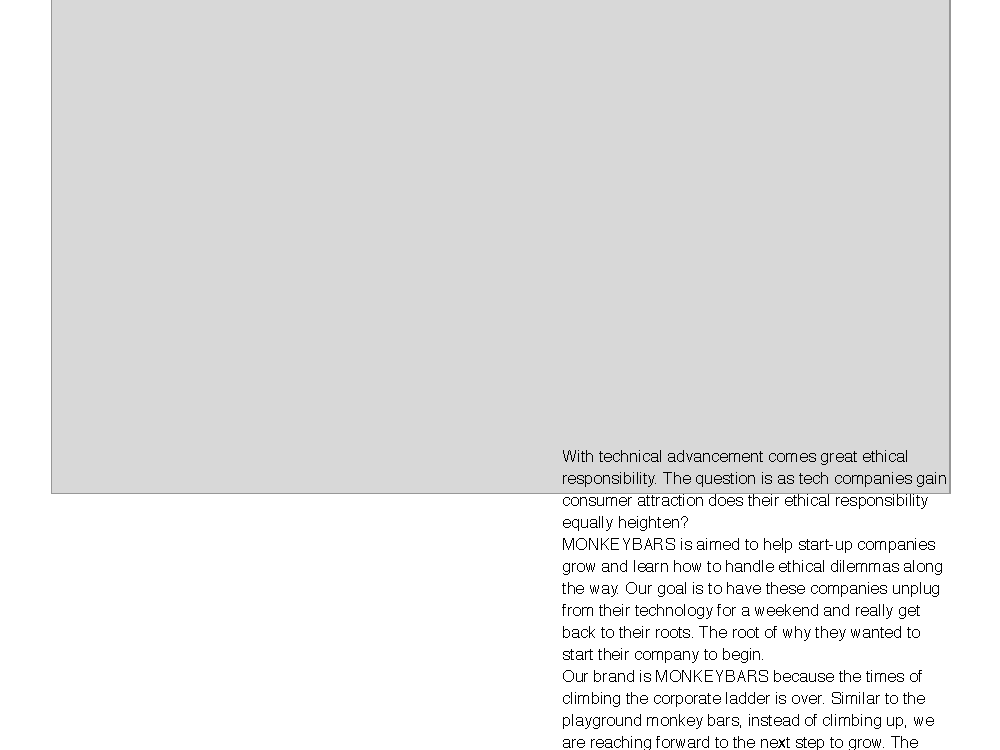 With technical advancement comes great ethical
responsibility. The question is as tech companies gain
consumer attraction does their ethical responsibility
equally heighten?
MONKEYBARS is aimed to help start-up companies
grow and learn how to handle ethical dilemmas along
the way. Our goal is to have these companies unplug
from their technology for a weekend and really get
back to their roots. The root of why they wanted to
start their company to begin.
Our brand is MONKEYBARS because the times of
climbing the corporate ladder is over. Similar to the
playground monkey bars, instead of climbing up, we
are reaching forward to the next step to grow. The